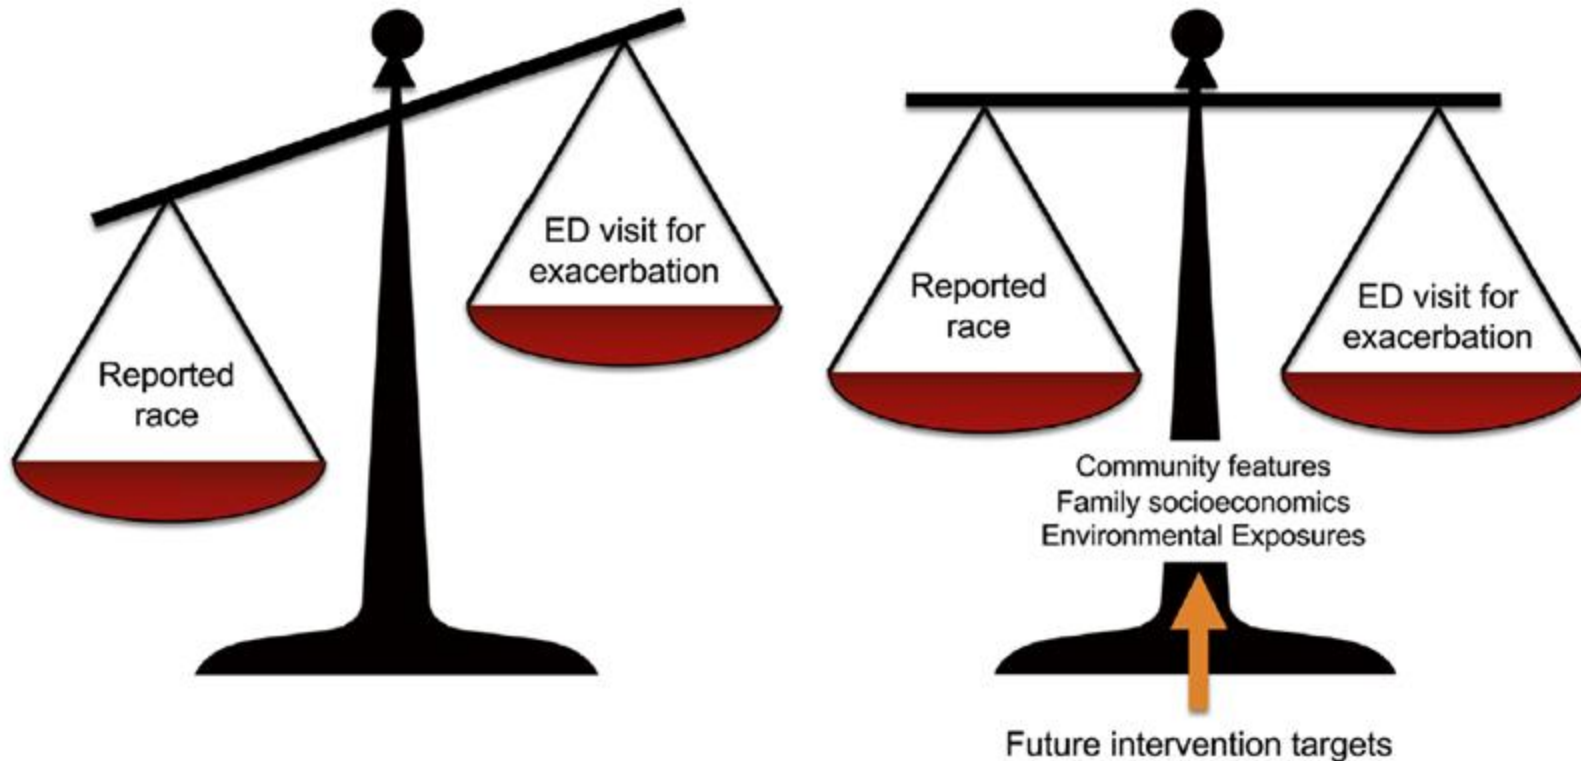 Reported
race
ED visit for
exacerbation
Reported
race
ED visit for
exacerbation
Community features
Family socioeconomics
Environmental Exposures
Future intervention targets